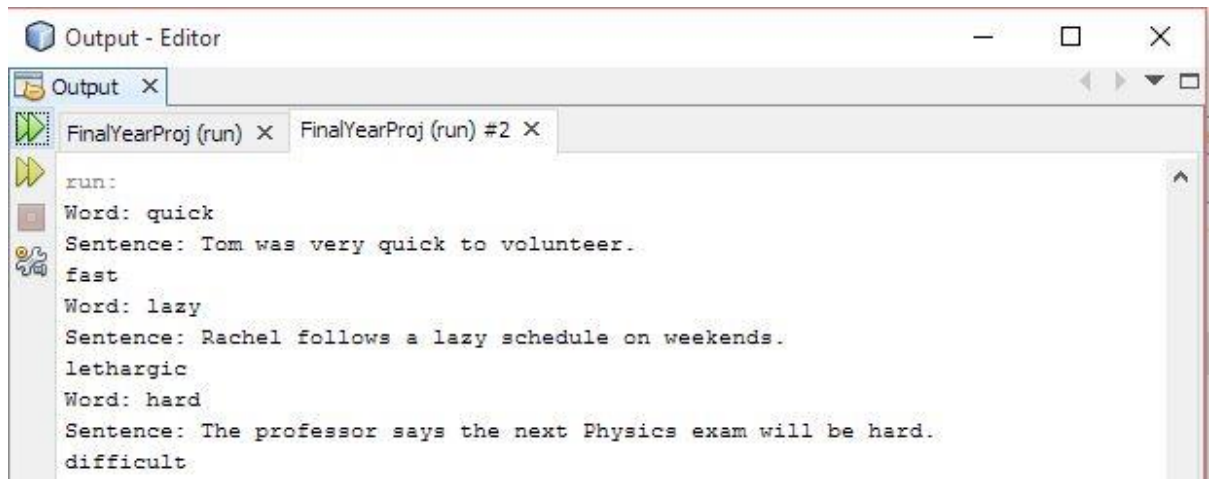 Output - Editor
Output
FinalYearProj (run)
FinalYearProj (run) #2
run:
Word: quick
Sentence: Tom was very quick to volunteer.
fast
Word: lazy
Sentence: Rachel follows a lazy schedule on weekends.
lethargic
Word: hard
Sentence: The professor says the next Physics exam will be hard.
difficult